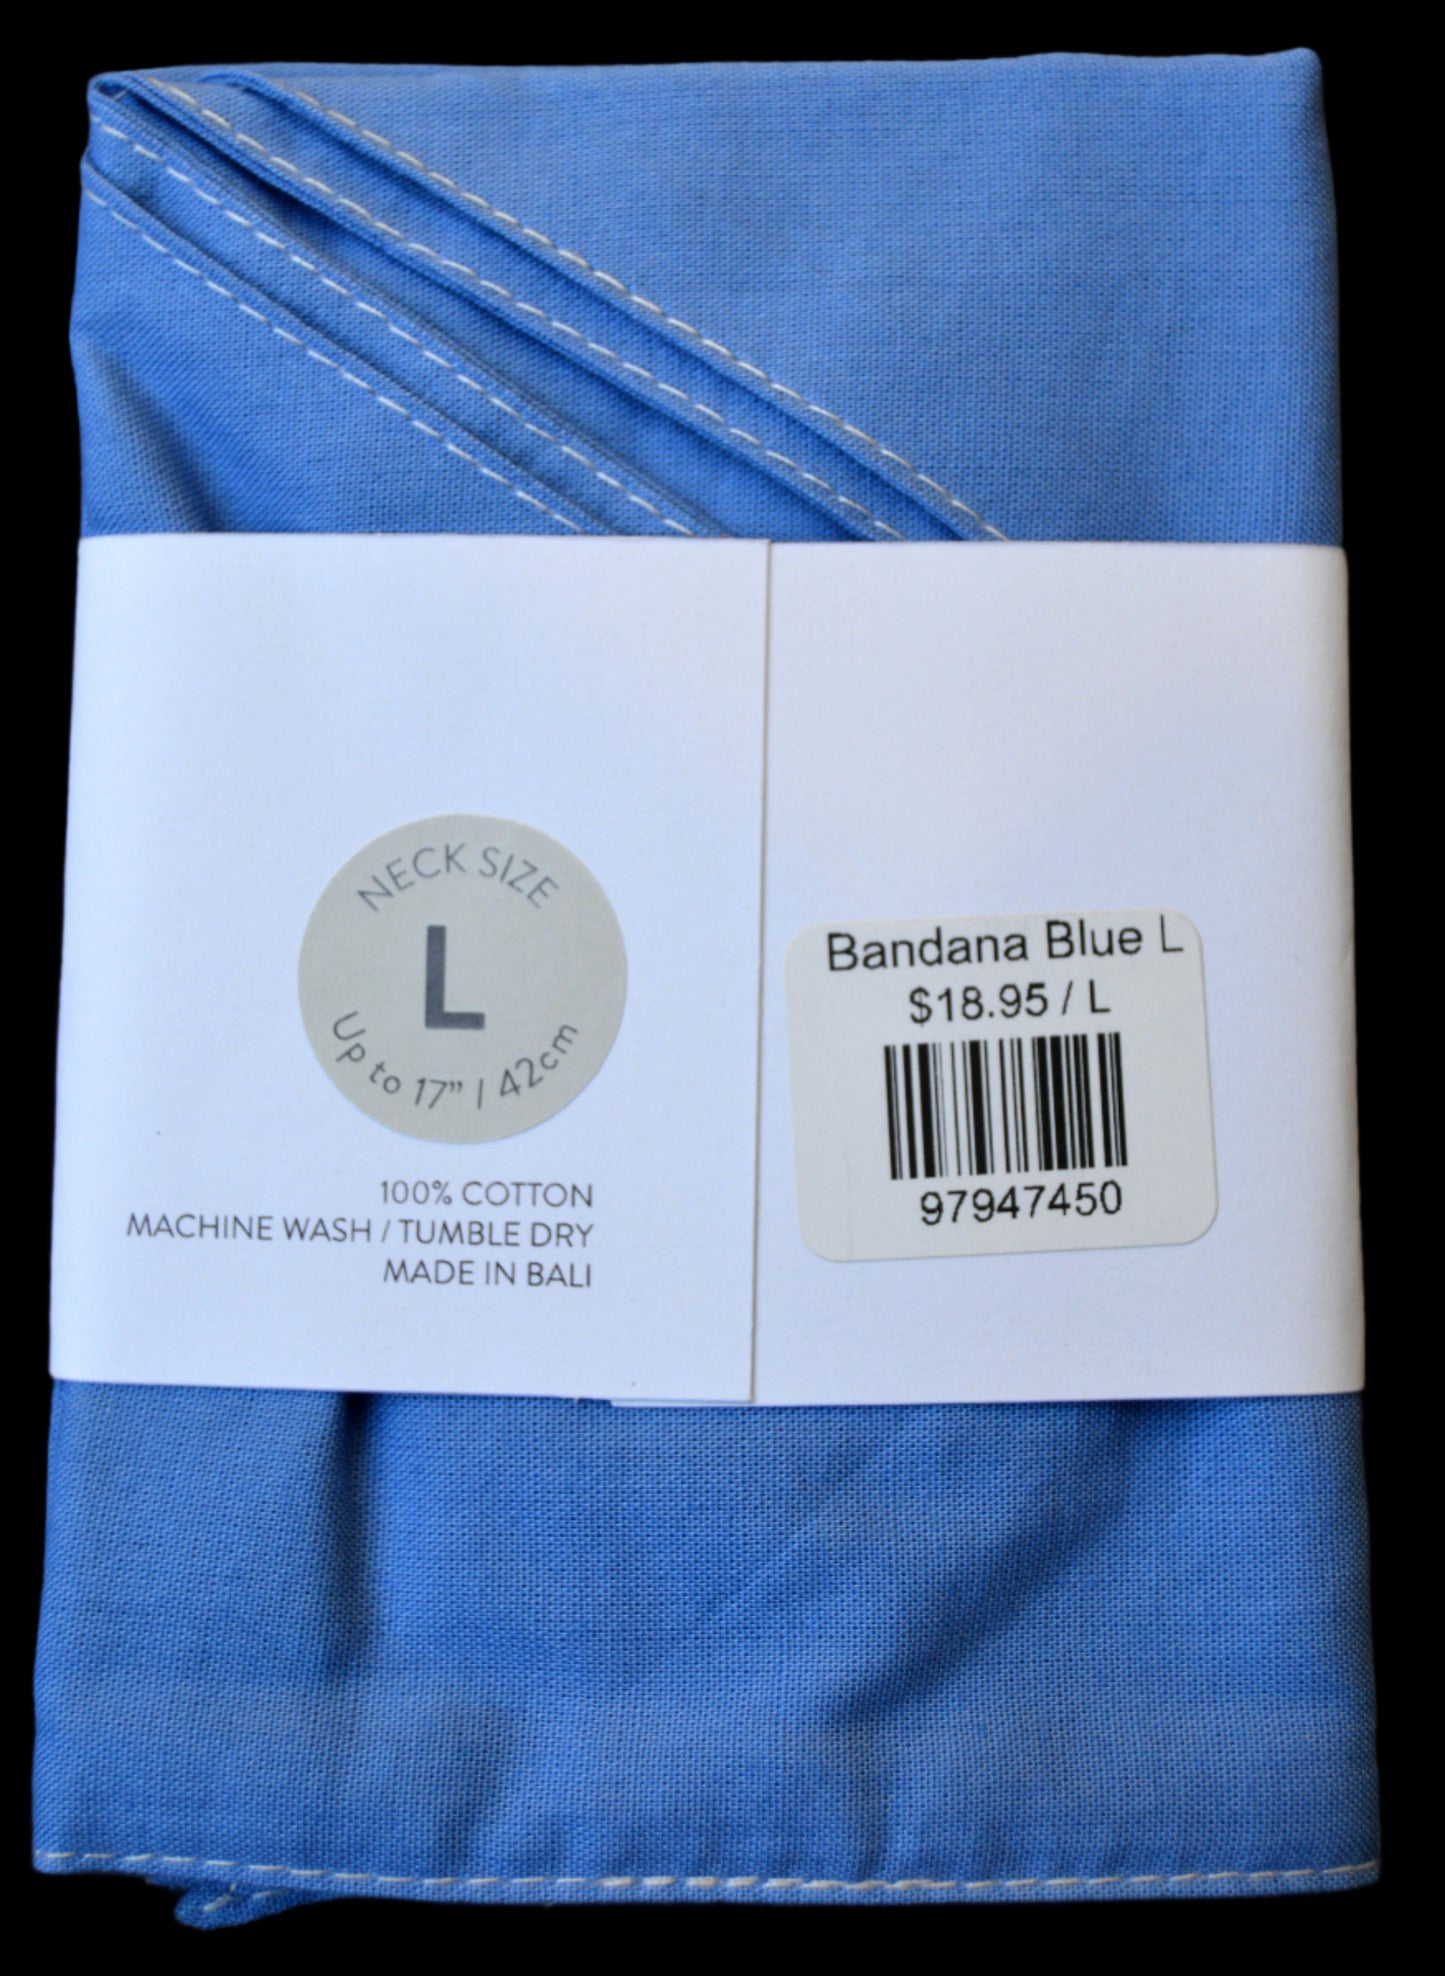 NECK SIZE
L
Up to 17” | 42cm
100% COTTON
MACHINE WASH / TUMBLE DRY
MADE IN BALI
Bandana Blue L
$18.95 / L
97947450